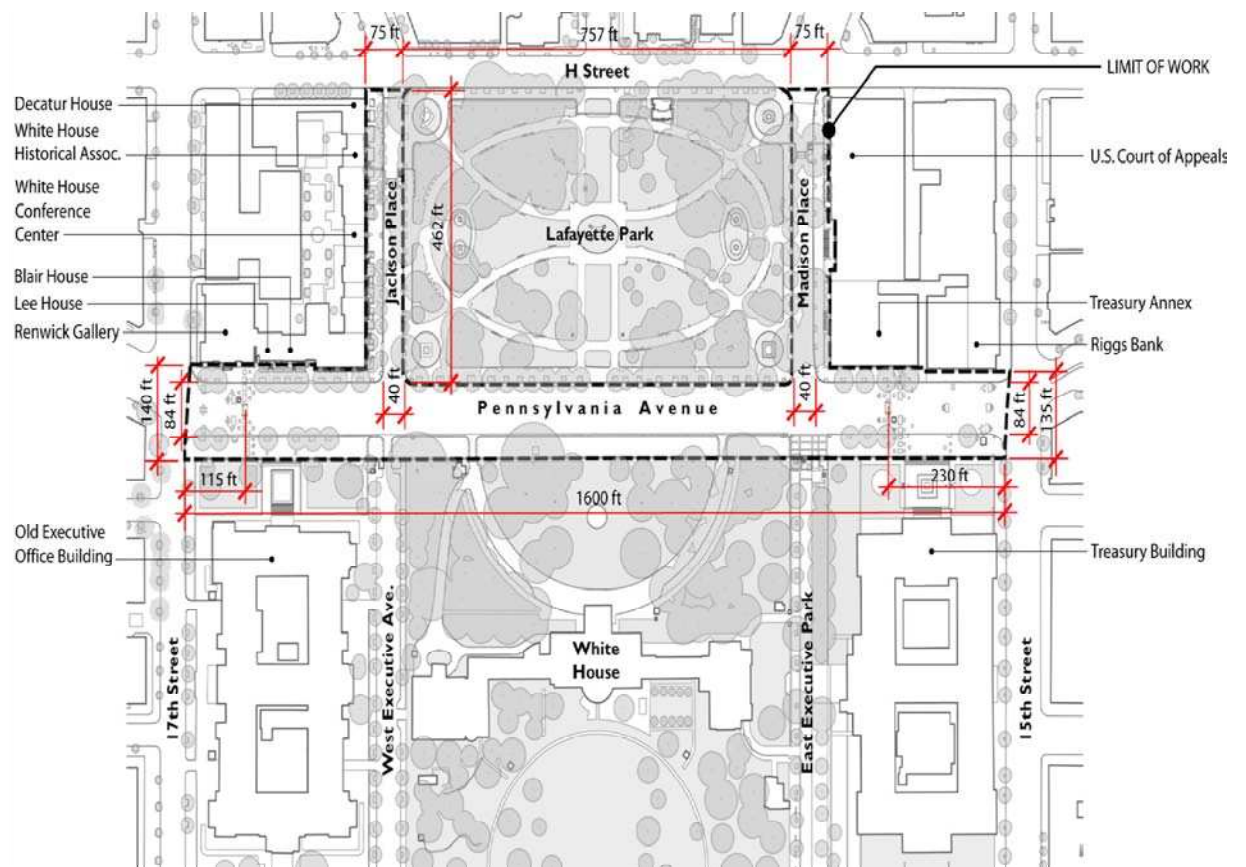 75 ft
757 ft
75 ft
H Street
LIMIT OF WORK
Decatur House
White House
Historical Assoc.
White House
Conference
Center
Blair House
Lee House
Renwick Gallery
U.S. Court of Appeals
Treasury Annex
Riggs Bank
Jackson Place
462 ft
Lafayette Park
Madison Place
140 ft
84 ft
40 ft
Pennsylvania Avenue
40 ft
84 ft
135 ft
115 ft
230 ft
1600 ft
Old Executive
Office Building
Treasury Building
17th Street
West Executive Ave.
White
House
East Executive Park
15th Street